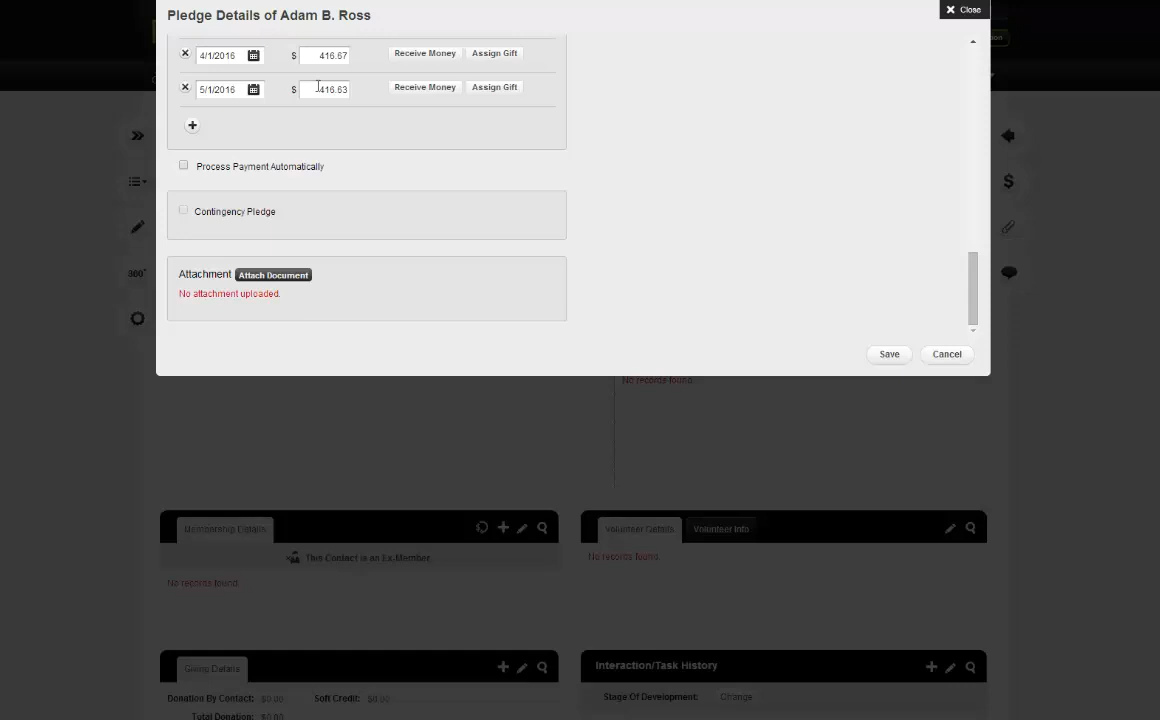 Pledge Details of Adam B. Ross
Close
4/1/2016 $ 416.67 Receive Money Assign Gift
5/1/2016 $ 416.63 Receive Money Assign Gift
Process Payment Automatically
Contingency Pledge
Attachment Attach Document
No attachment uploaded.
Save Cancel
360°
$
No records found.
Membership Details
Volunteer Details Volunteer Info
This Contact is an Ex-Member.
No records found.
No records found.
Group Details
Interaction/Task History
Donation By Contact: $0.00 Soft Credit: $0.00
Stage Of Development: Change
Total Donation: $0.00